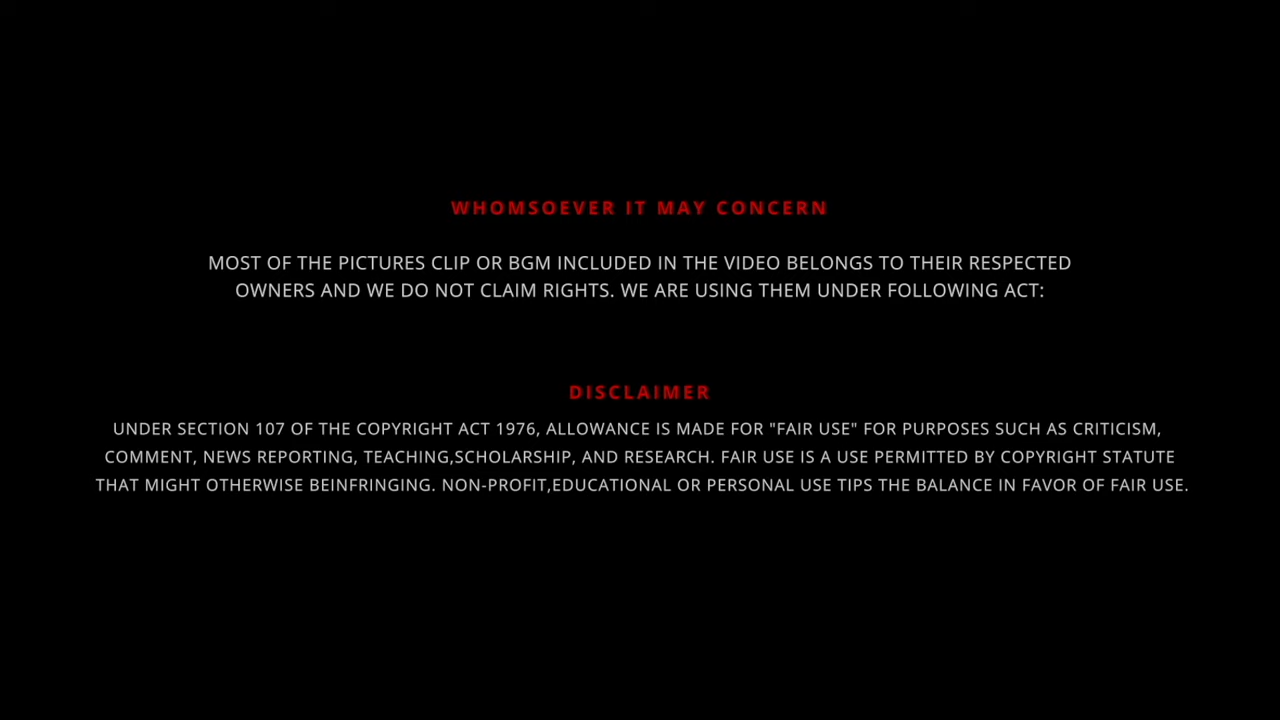 WHOMSOEVER IT MAY CONCERN
MOST OF THE PICTURES CLIP OR BGM INCLUDED IN THE VIDEO BELONGS TO THEIR RESPECTED
OWNERS AND WE DO NOT CLAIM RIGHTS. WE ARE USING THEM UNDER FOLLOWING ACT:
DISCLAIMER
UNDER SECTION 107 OF THE COPYRIGHT ACT 1976, ALLOWANCE IS MADE FOR "FAIR USE" FOR PURPOSES SUCH AS CRITICISM,
COMMENT, NEWS REPORTING, TEACHING,SCHOLARSHIP, AND RESEARCH. FAIR USE IS A USE PERMITTED BY COPYRIGHT STATUTE
THAT MIGHT OTHERWISE BEINFRINGING. NON-PROFIT,EDUCATIONAL OR PERSONAL USE TIPS THE BALANCE IN FAVOR OF FAIR USE.